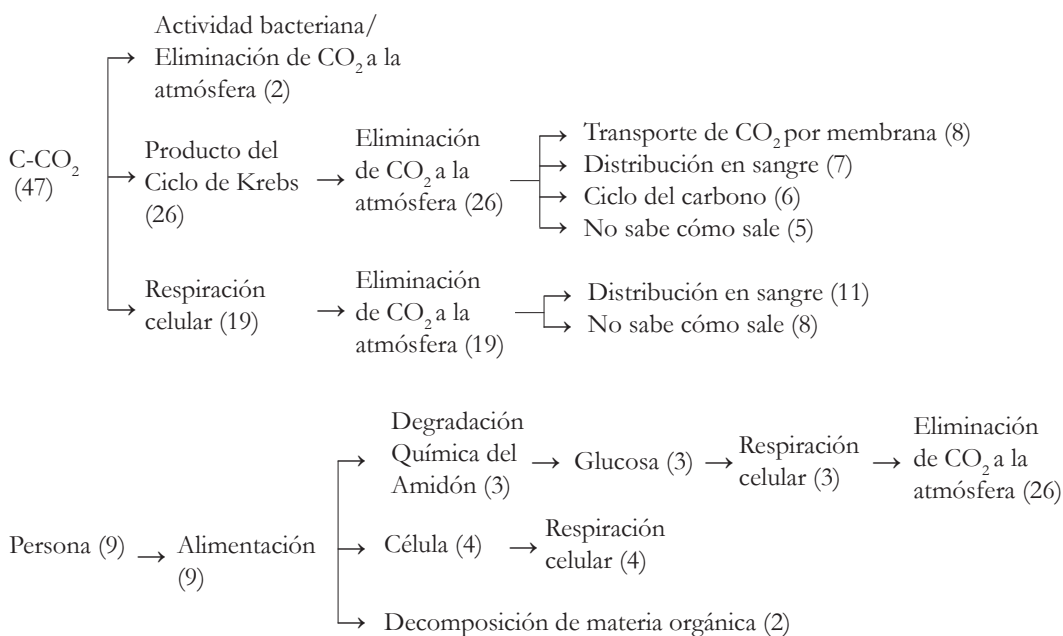 Actividad bacteriana/
Eliminación de CO₂ a la
atmósfera (2)
C-CO₂
(47)
Producto del
Ciclo de Krebs
(26)
Eliminación
de CO₂ a la
atmósfera (26)
Transporte de CO₂ por membrana (8)
Distribución en sangre (7)
Ciclo del carbono (6)
No sabe cómo sale (5)
Respiración
celular (19)
Eliminación
de CO₂ a la
atmósfera (19)
Distribución en sangre (11)
No sabe cómo sale (8)
Persona (9)
Alimentación
(9)
Degradación
Química del
Amidón (3)
Glucosa (3)
Respiración
celular (3)
Eliminación
de CO₂ a la
atmósfera (26)
Célula (4)
Respiración
celular (4)
Decomposición de materia orgánica (2)